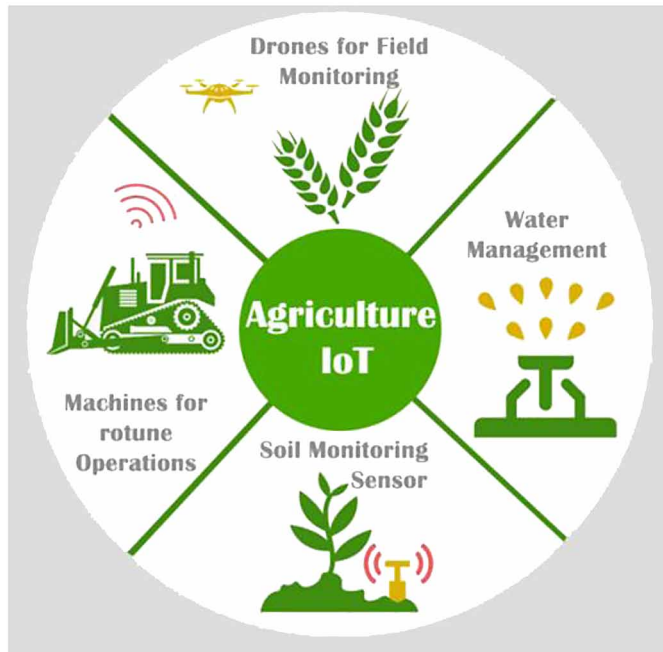 Drones for Field
Monitoring
Water
Management
Agriculture
IoT
Machines for
rotune
Operations
Soil Monitoring
Sensor